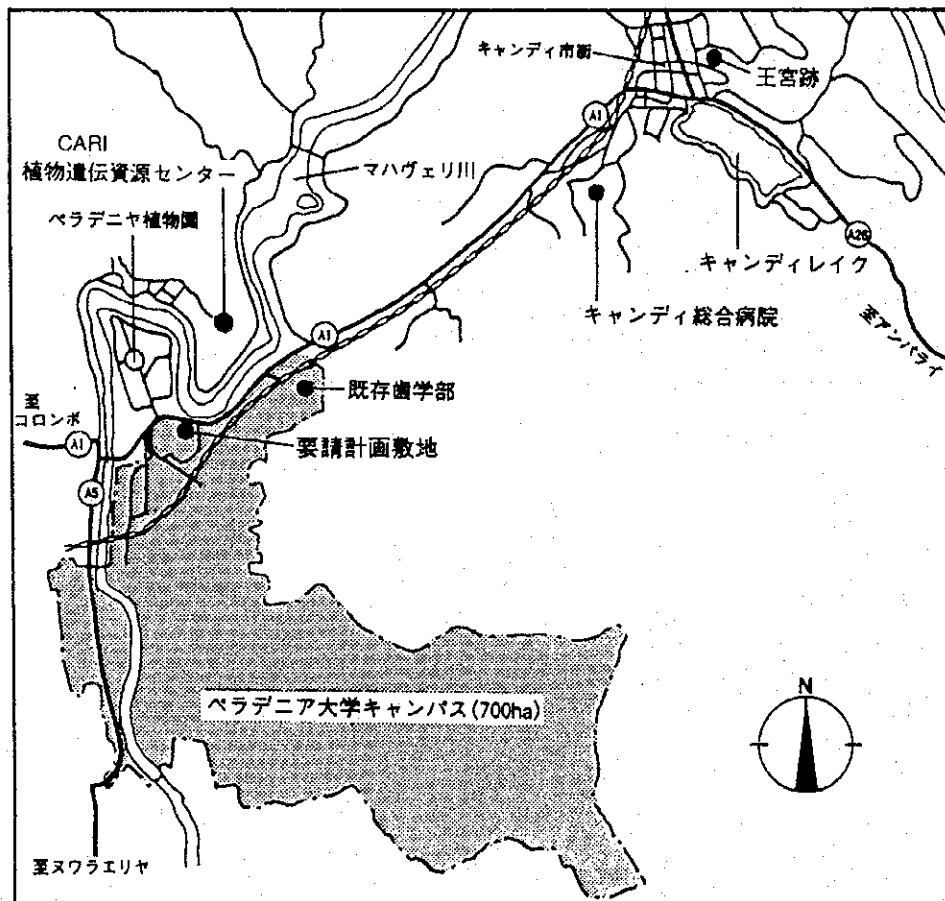 キャンディ市街
王宮跡
A1
CARI
植物遺伝資源センター
マハヴェリ川
ペラデニヤ植物園
A26
キャンディレイク
キャンディ総合病院
至アンパライ
A1
既存歯学部
至
コロンボ
A1
要請計画敷地
A5
ペラデニア大学キャンパス(700ha)
N
至ヌワラエリヤ